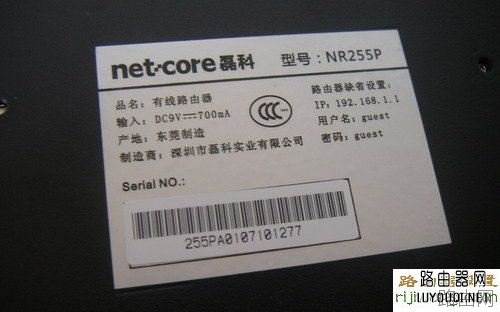 net·core磊科 型号：NR255P
品名：有线路由器
输入：DC9V⎓700mA
产地：东莞制造
制造商：深圳市磊科实业有限公司
路由器缺省设置：
IP：192.168.1.1
用户名：guest
密码：guest
Serial NO.:
255PA0107101277
路由器网
LUYOUQI.NET